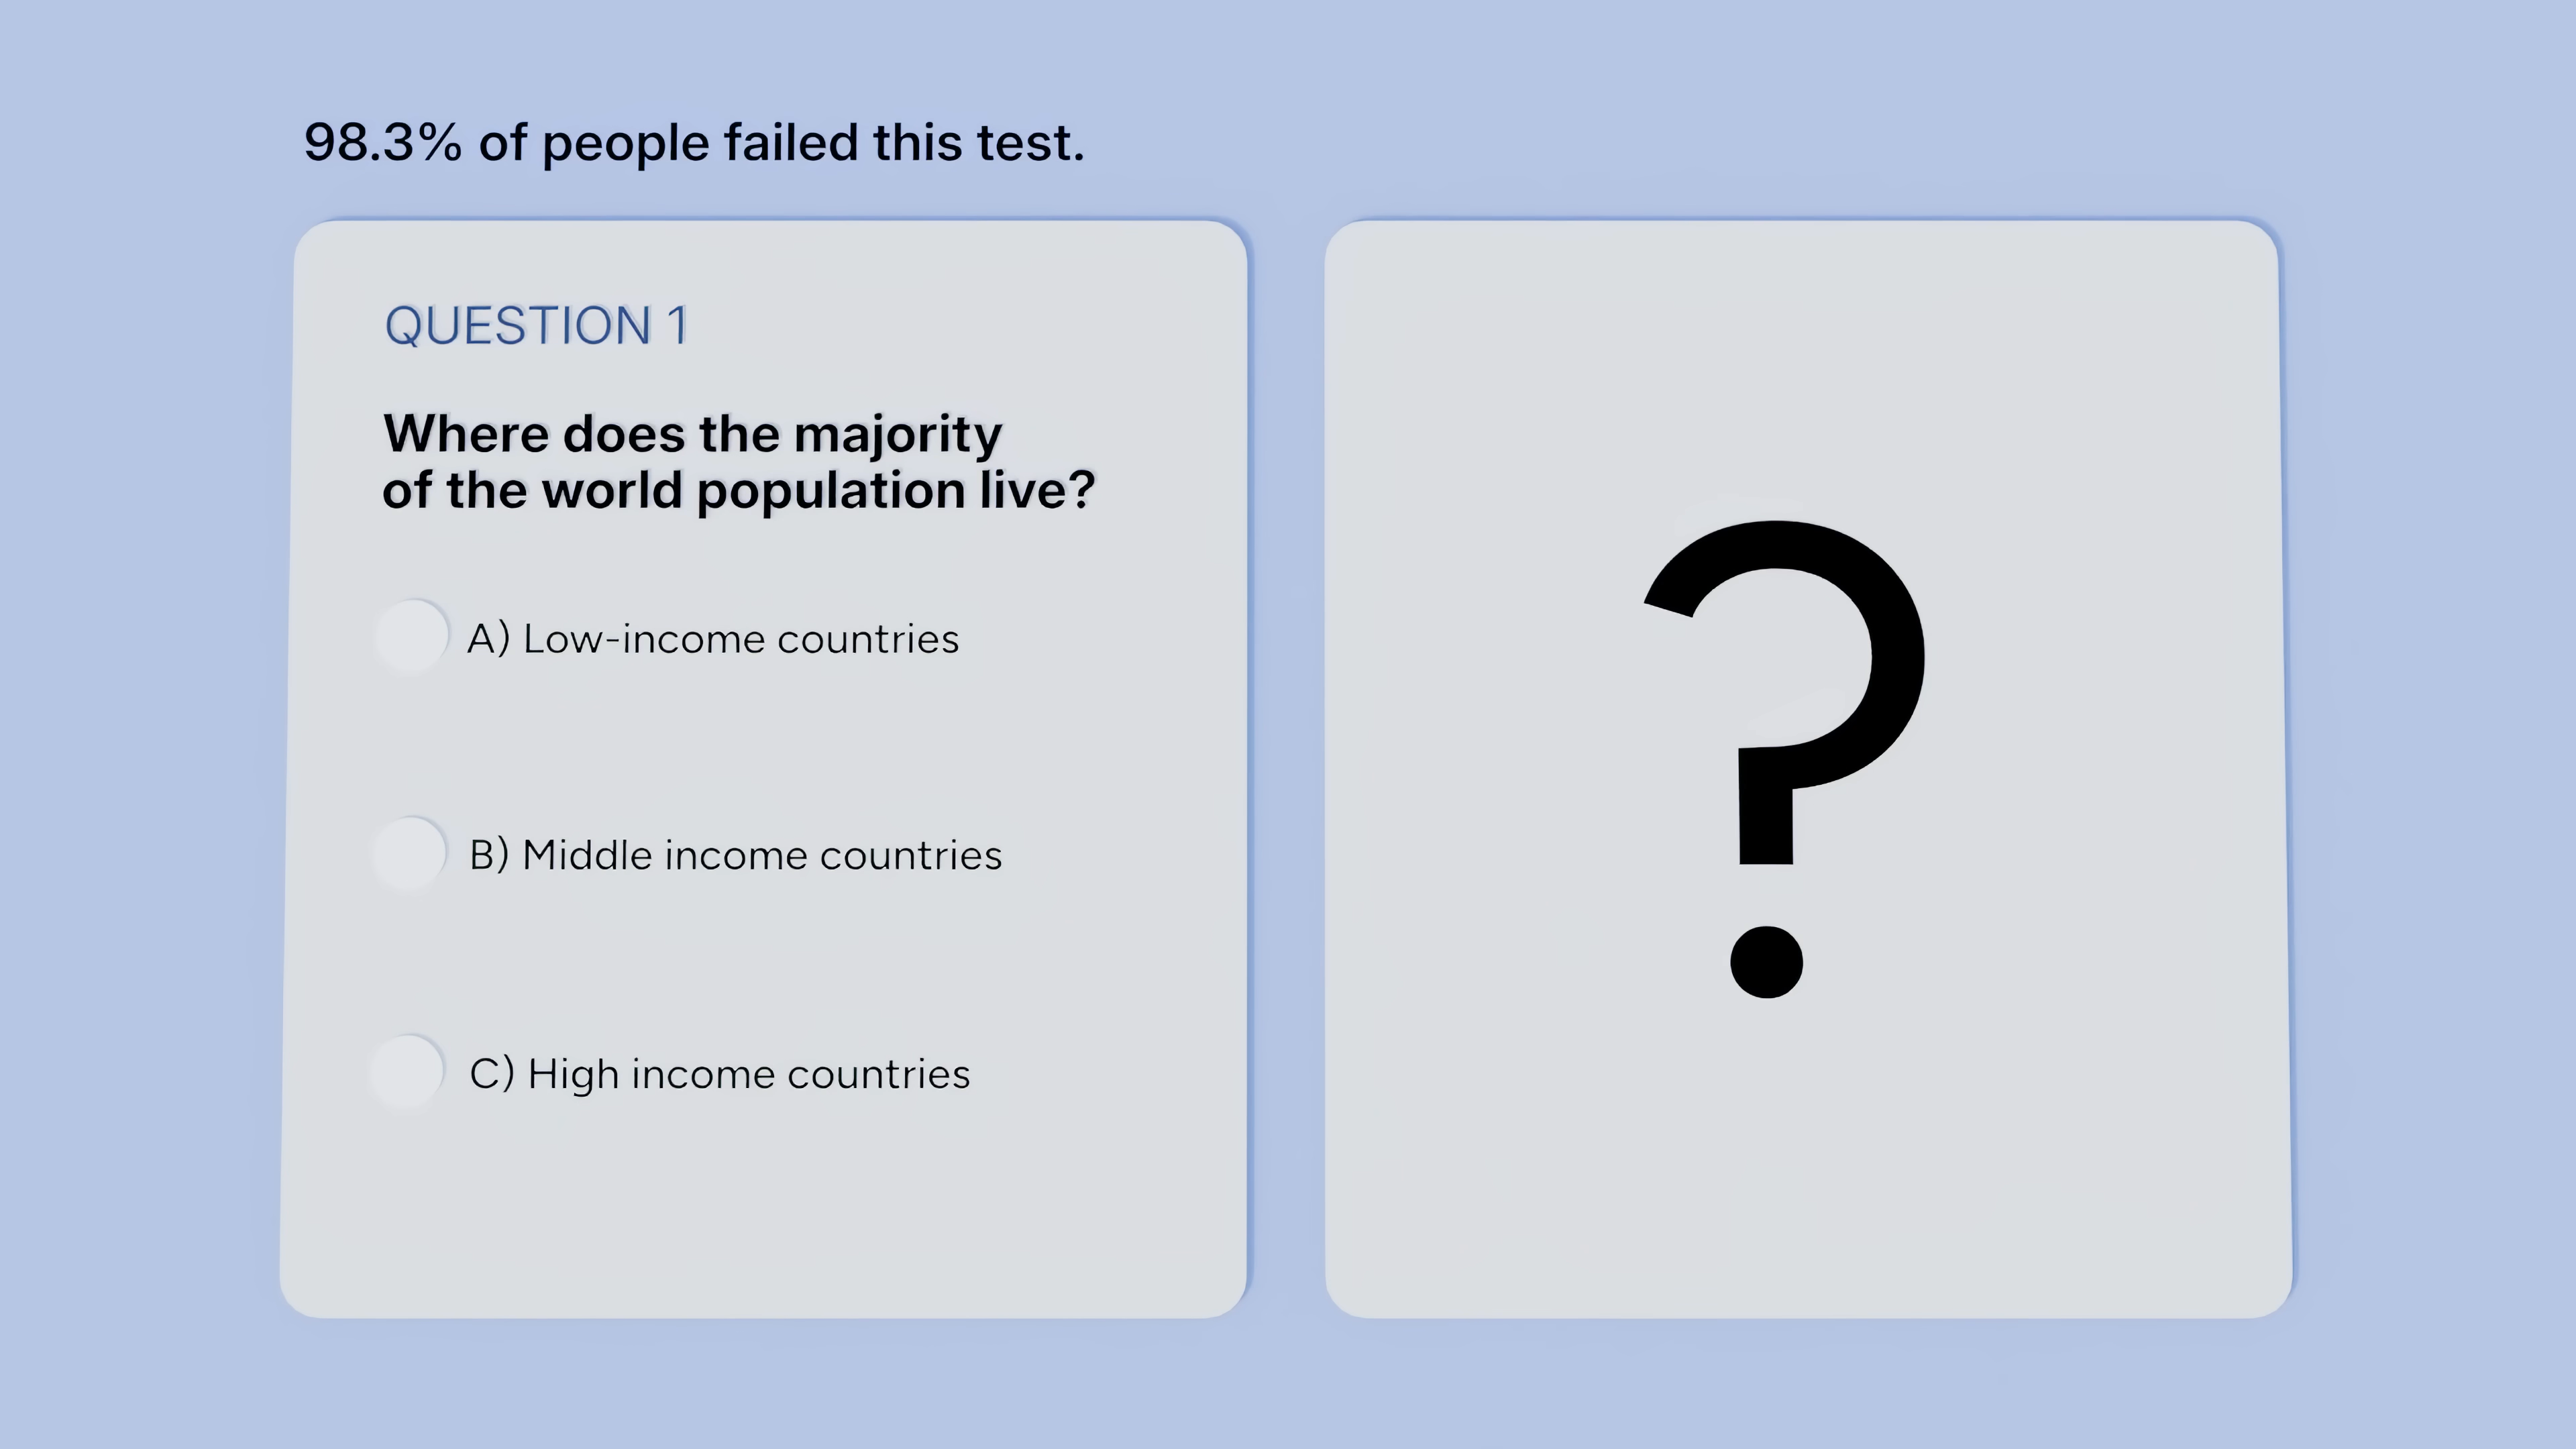 98.3% of people failed this test.
QUESTION 1
Where does the majority
of the world population live?
A) Low-income countries
B) Middle income countries
C) High income countries
?